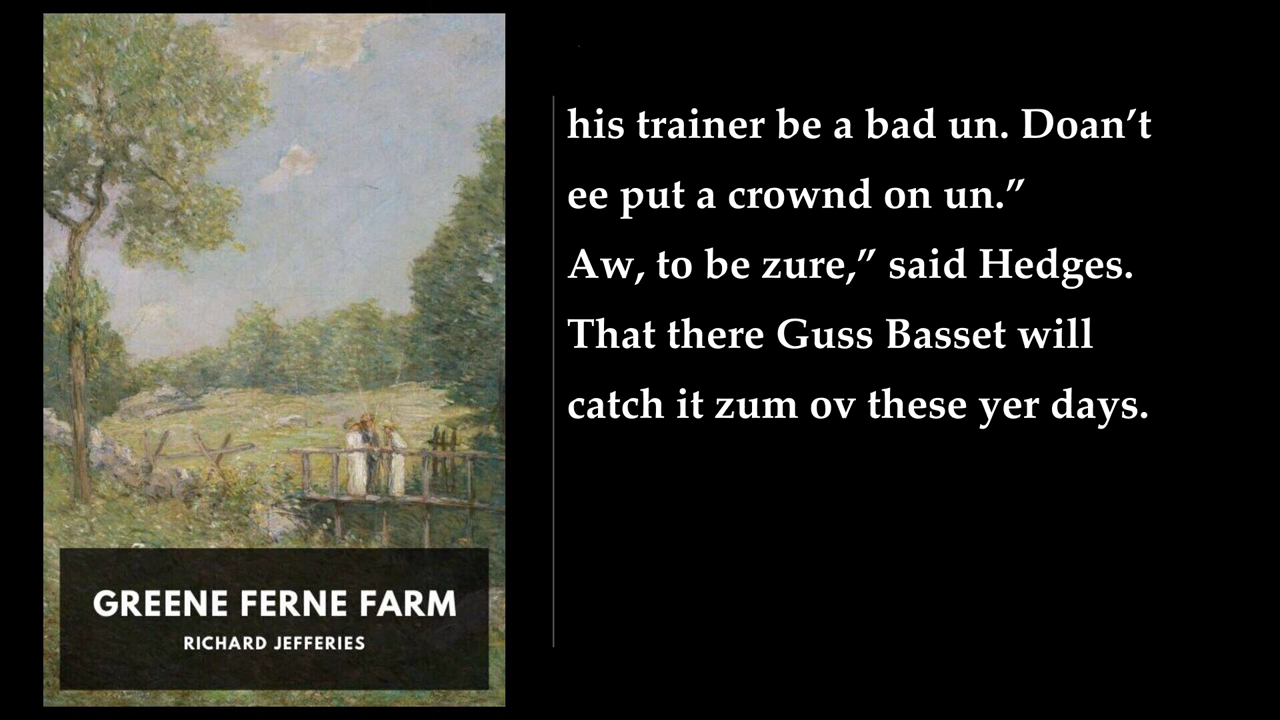 his trainer be a bad un. Doan’t
ee put a crownd on un.”
Aw, to be zure,” said Hedges.
That there Guss Basset will
catch it zum ov these yer days.
GREENE FERNE FARM
RICHARD JEFFERIES